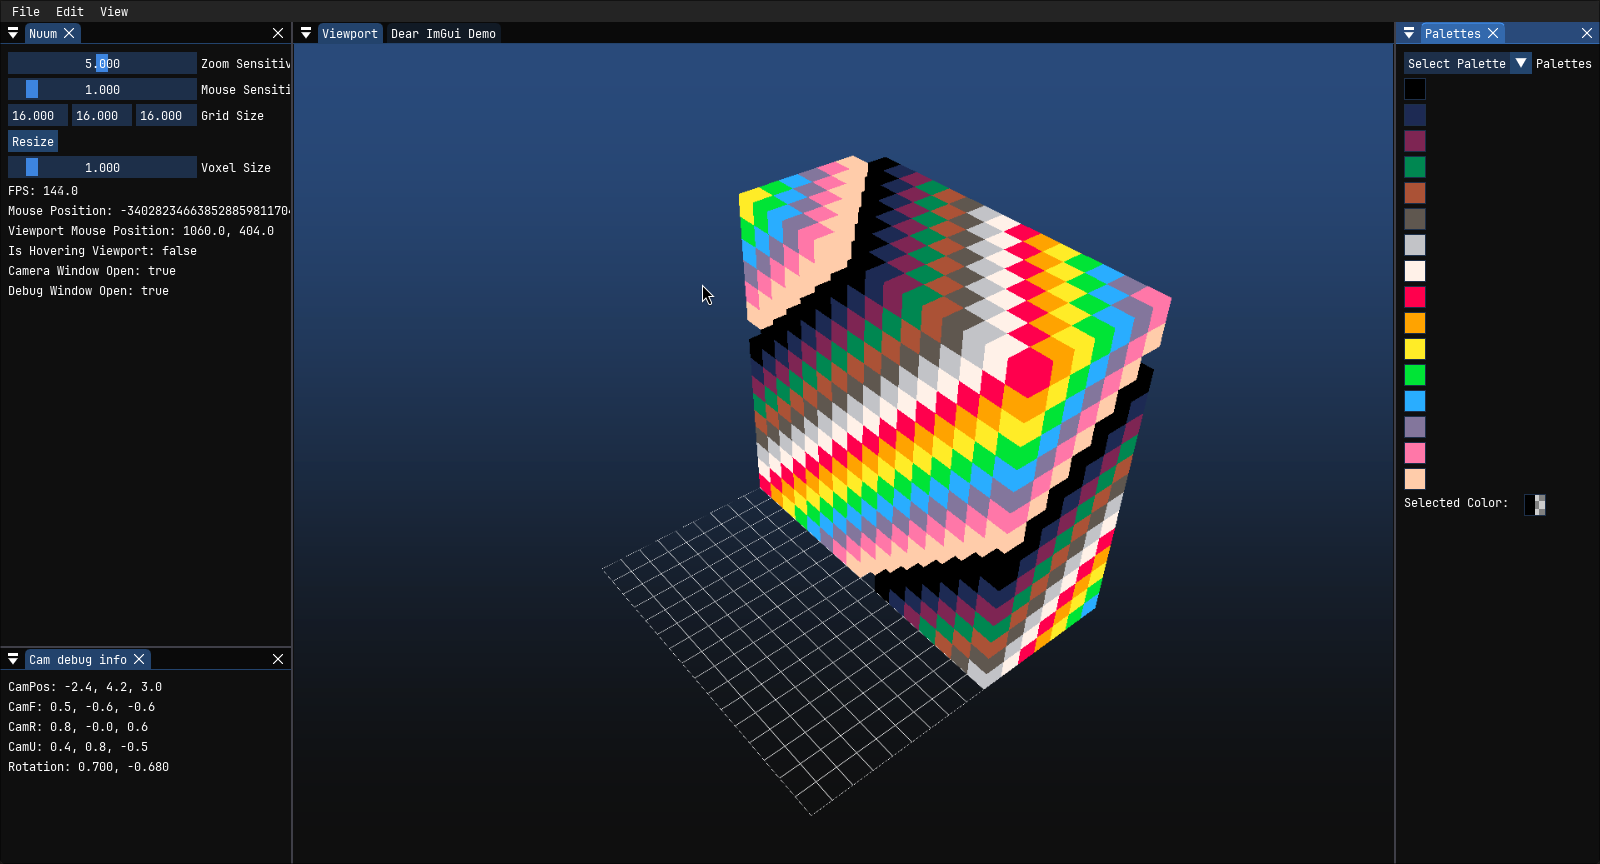 File Edit View
Nuum
Viewport Dear ImGui Demo
Palettes
5.000 Zoom Sensitiv
1.000 Mouse Sensiti
16.000 16.000 16.000 Grid Size
Resize
1.000 Voxel Size
FPS: 144.0
Mouse Position: -34028234663852885981170
Viewport Mouse Position: 1060.0, 404.0
Is Hovering Viewport: false
Camera Window Open: true
Debug Window Open: true
Cam debug info
CamPos: -2.4, 4.2, 3.0
CamF: 0.5, -0.6, -0.6
CamR: 0.8, -0.0, 0.6
CamU: 0.4, 0.8, -0.5
Rotation: 0.700, -0.680
Select Palette Palettes
Selected Color: